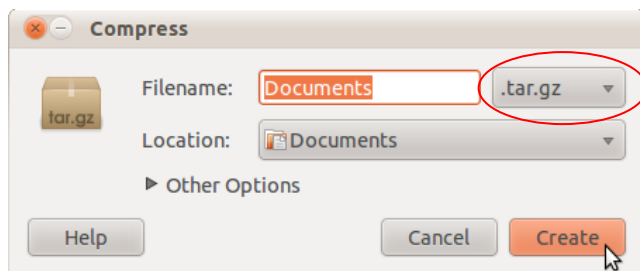 Compress
Filename: Documents .tar.gz
tar.gz
Location: Documents
Other Options
Help Cancel Create